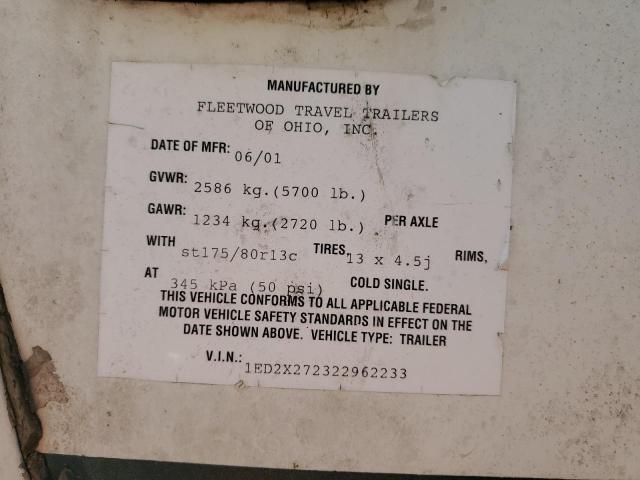 MANUFACTURED BY
FLEETWOOD TRAVEL TRAILERS
OF OHIO, INC.
DATE OF MFR: 06/01
GVWR: 2586 kg.(5700 lb.)
GAWR: 1234 kg.(2720 lb.) PER AXLE
WITH st175/80r13c TIRES, 13 x 4.5j RIMS,
AT 345 kPa (50 psi) COLD SINGLE.
THIS VEHICLE CONFORMS TO ALL APPLICABLE FEDERAL
MOTOR VEHICLE SAFETY STANDARDS IN EFFECT ON THE
DATE SHOWN ABOVE. VEHICLE TYPE: TRAILER
V.I.N.: 1ED2X272322962233